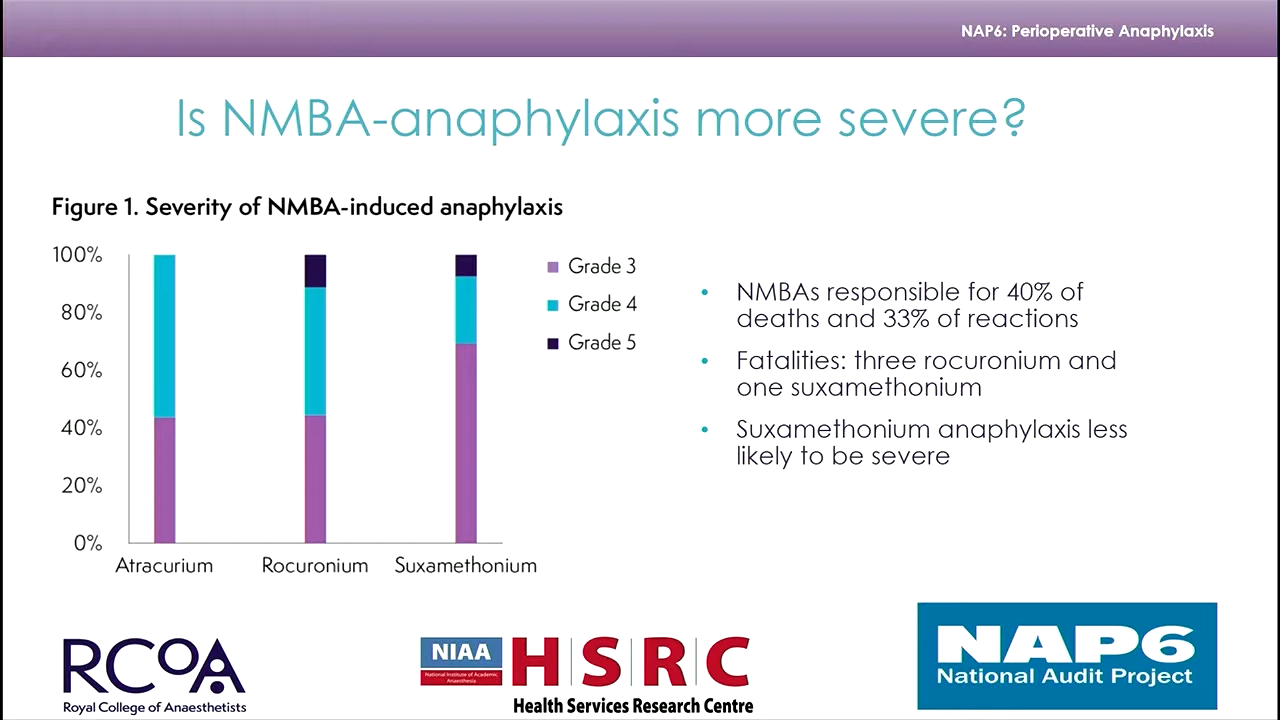 NAP6: Perioperative Anaphylaxis
Is NMBA-anaphylaxis more severe?
Figure 1. Severity of NMBA-induced anaphylaxis
100%
80%
60%
40%
20%
0%
Atracurium
Rocuronium
Suxamethonium
Grade 3
Grade 4
Grade 5
• NMBAs responsible for 40% of
deaths and 33% of reactions
• Fatalities: three rocuronium and
one suxamethonium
• Suxamethonium anaphylaxis less
likely to be severe
RCOA
Royal College of Anaesthetists
NIAA
National Institute of Academic
Anaesthesia
HSRC
Health Services Research Centre
NAP6
National Audit Project